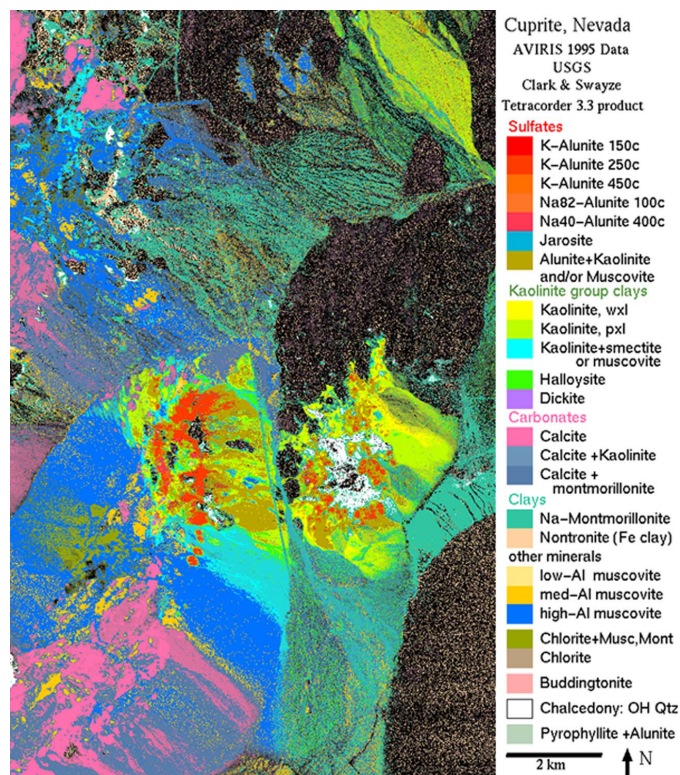 Cuprite, Nevada
AVIRIS 1995 Data
USGS
Clark & Swayze
Tetracorder 3.3 product
Sulfates
K-Alunite 150c
K-Alunite 250c
K-Alunite 450c
Na82-Alunite 100c
Na40-Alunite 400c
Jarosite
Alunite+Kaolinite
and/or Muscovite
Kaolinite group clays
Kaolinite, wxl
Kaolinite, pxl
Kaolinite+smectite
or muscovite
Halloysite
Dickite
Carbonates
Calcite
Calcite +Kaolinite
Calcite +
montmorillonite
Clays
Na-Montmorillonite
Nontronite (Fe clay)
other minerals
low-Al muscovite
med-Al muscovite
high-Al muscovite
Chlorite+Musc,Mont
Chlorite
Buddingtonite
Chalcedony: OH Qtz
Pyrophyllite +Alunite
2 km
N